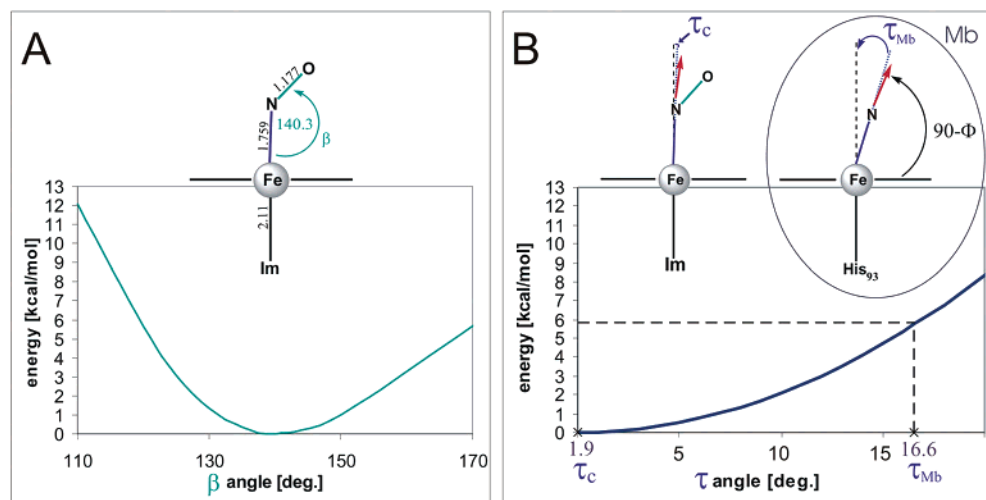 A
O
1.177
N
140.3
β
1.759
Fe
2.11
Im
energy [kcal/mol]
13
12
11
10
9
8
7
6
5
4
3
2
1
0
110
130
150
170
β angle [deg.]
B
τc
O
N
Fe
Im
Mb
τMb
N
90-Φ
Fe
His93
energy [kcal/mol]
13
12
11
10
9
8
7
6
5
4
3
2
1
0
1.9
5
10
15
16.6
τc
τ angle [deg.]
τMb